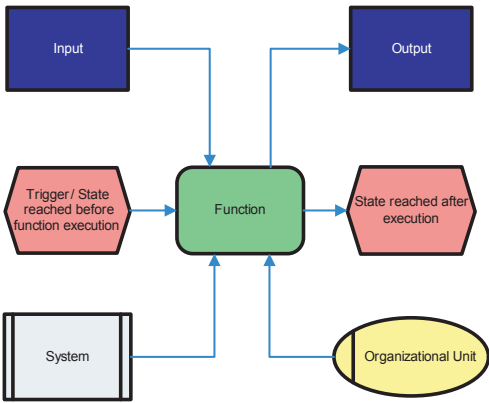 Input
Output
Trigger / State
reached before
function execution
Function
State reached after
execution
System
Organizational Unit